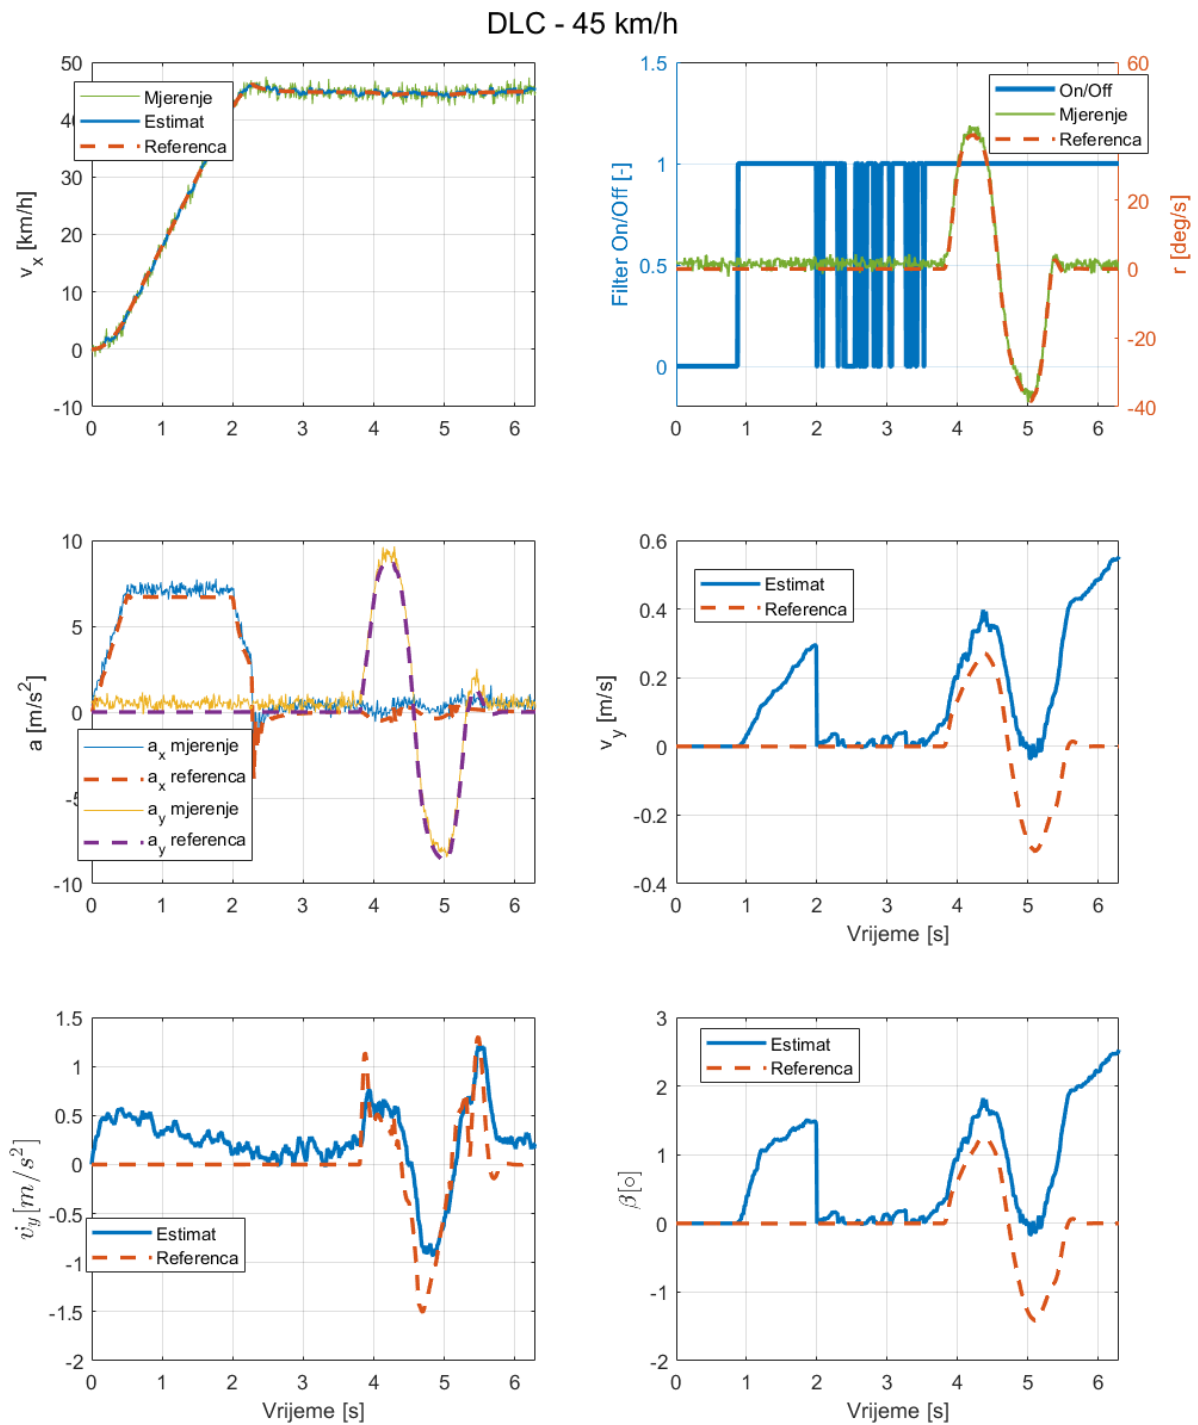 DLC - 45 km/h
50
40
30
20
10
0
-10
v_x [km/h]
Mjerenje
Estimat
Referenca
0 1 2 3 4 5 6
1.5
1
0.5
0
Filter On/Off [-]
On/Off
Mjerenje
Referenca
60
20
0
-20
-40
r [deg/s]
0 1 2 3 4 5 6
10
5
0
-5
-10
a [m/s²]
a_x mjerenje
a_x referenca
a_y mjerenje
a_y referenca
0 1 2 3 4 5 6
0.6
0.4
0.2
0
-0.2
-0.4
v_y [m/s]
Estimat
Referenca
0 1 2 3 4 5 6
Vrijeme [s]
1.5
1
0.5
0
-0.5
-1
-1.5
-2
v̇_y[m/s²]
Estimat
Referenca
0 1 2 3 4 5 6
Vrijeme [s]
3
2
1
0
-1
-2
β[○]
Estimat
Referenca
0 1 2 3 4 5 6
Vrijeme [s]